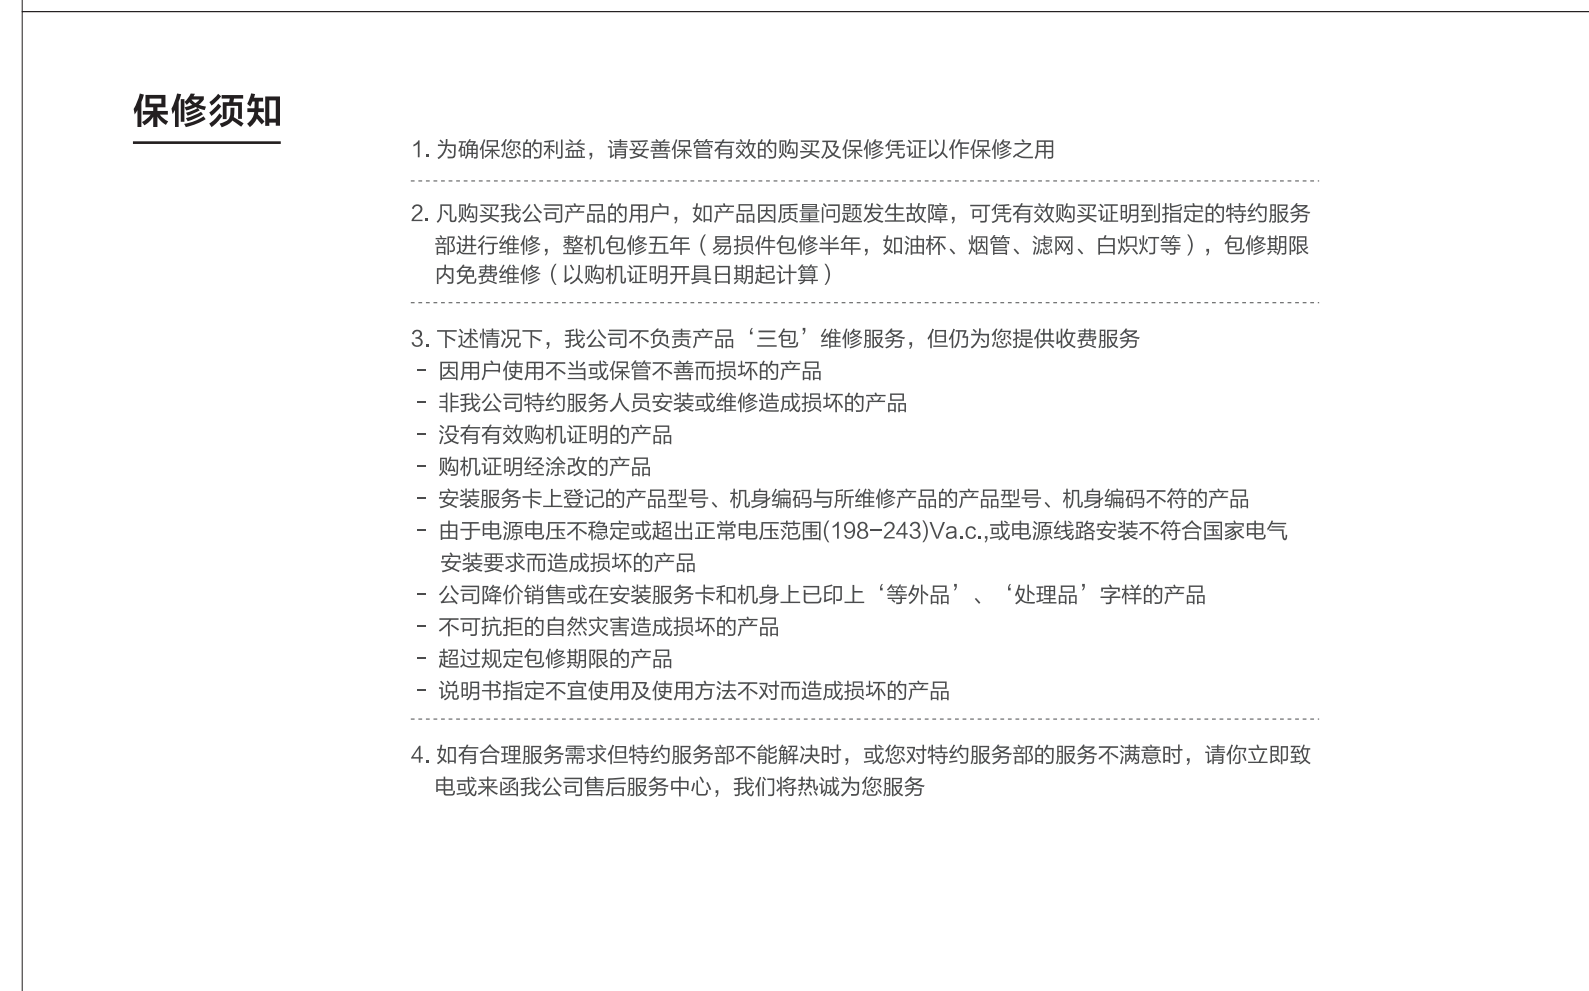 保修须知
1. 为确保您的利益，请妥善保管有效的购买及保修凭证以作保修之用
2. 凡购买我公司产品的用户，如产品因质量问题发生故障，可凭有效购买证明到指定的特约服务
部进行维修，整机包修五年（易损件包修半年，如油杯、烟管、滤网、白炽灯等），包修期限
内免费维修（以购机证明开具日期起计算）
3. 下述情况下，我公司不负责产品‘三包’维修服务，但仍为您提供收费服务
- 因用户使用不当或保管不善而损坏的产品
- 非我公司特约服务人员安装或维修造成损坏的产品
- 没有有效购机证明的产品
- 购机证明经涂改的产品
- 安装服务卡上登记的产品型号、机身编码与所维修产品的产品型号、机身编码不符的产品
- 由于电源电压不稳定或超出正常电压范围(198-243)Va.c.,或电源线路安装不符合国家电气
安装要求而造成损坏的产品
- 公司降价销售或在安装服务卡和机身上已印上‘等外品’、‘处理品’字样的产品
- 不可抗拒的自然灾害造成损坏的产品
- 超过规定包修期限的产品
- 说明书指定不宜使用及使用方法不对而造成损坏的产品
4. 如有合理服务需求但特约服务部不能解决时，或您对特约服务部的服务不满意时，请你立即致
电或来函我公司售后服务中心，我们将热诚为您服务